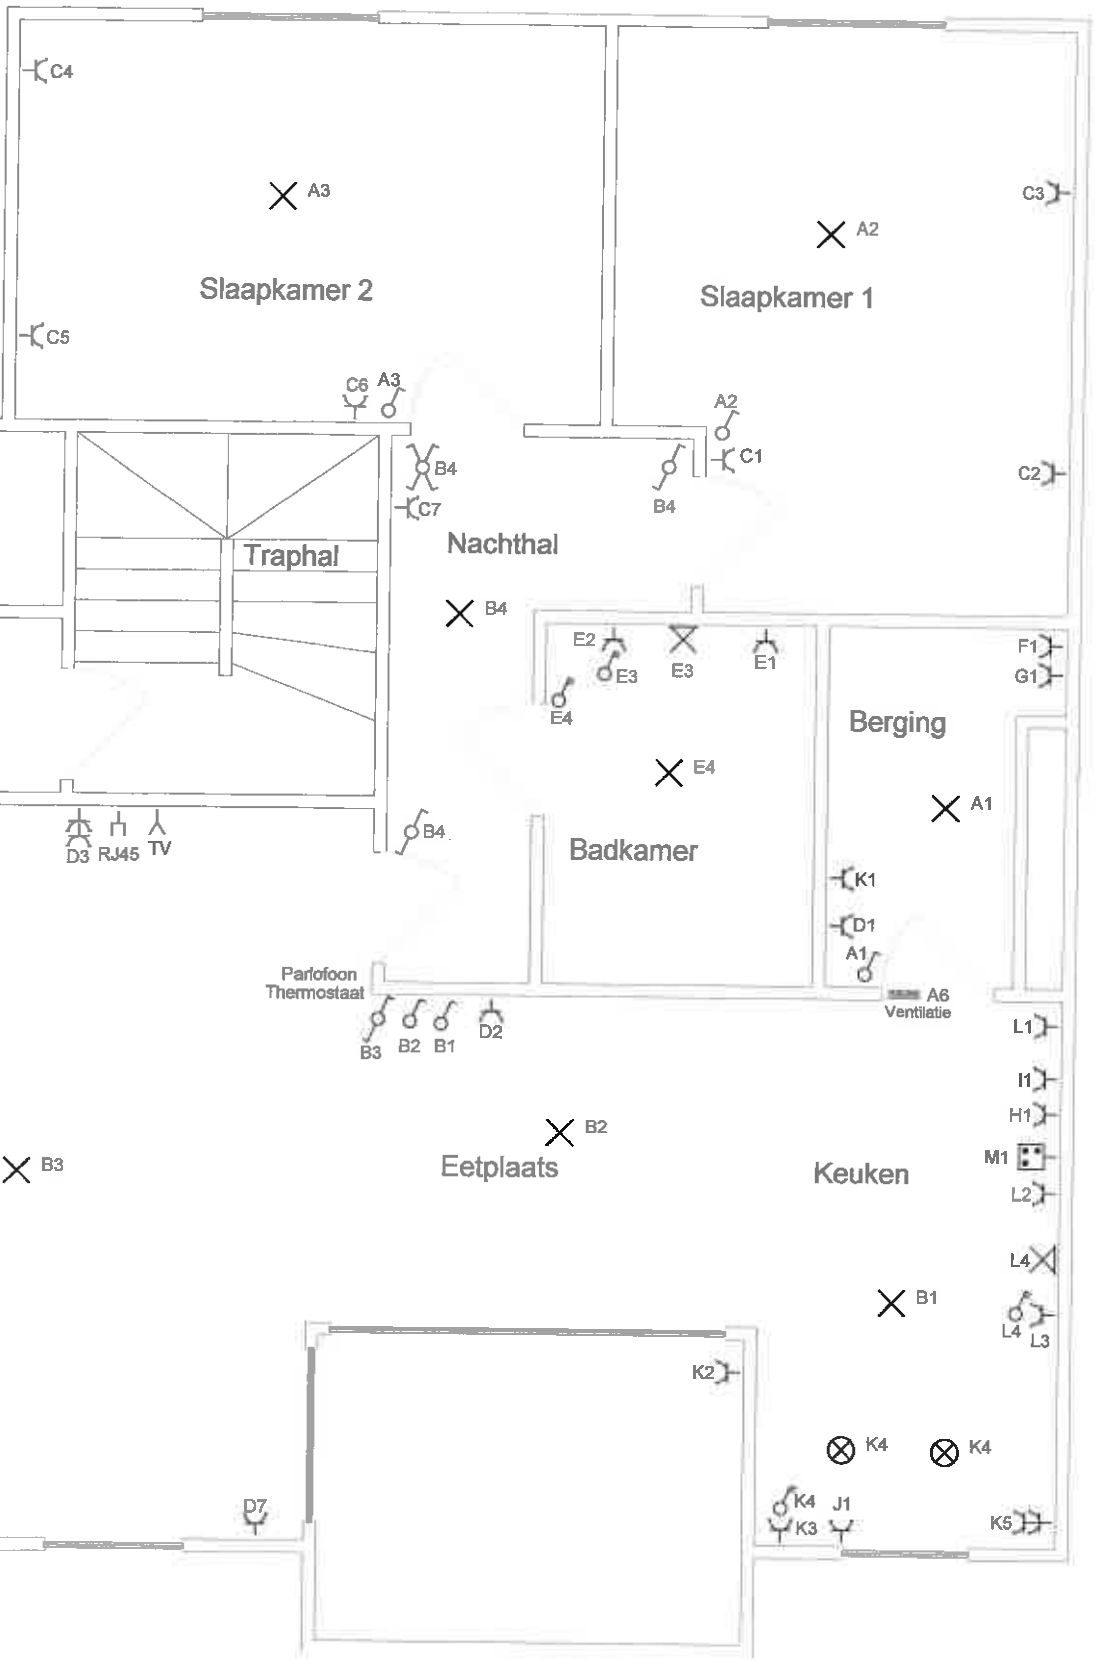 C4
A3
A2
C3
Slaapkamer 2
Slaapkamer 1
C5
C6
A3
A2
C1
B4
B4
C2
C7
Nachthal
Traphal
B4
E2
E3
E3
E1
E4
F1
G1
Berging
E4
A1
D3
RJ45
TV
B4
Badkamer
K1
D1
A1
Parlofoon
Thermostaat
A6
Ventilatie
B3
B2
B1
D2
L1
I1
H1
M1
L2
B2
B3
Eetplaats
Keuken
L4
B1
L4
L3
K2
K4
K4
D7
K4
K3
J1
K5